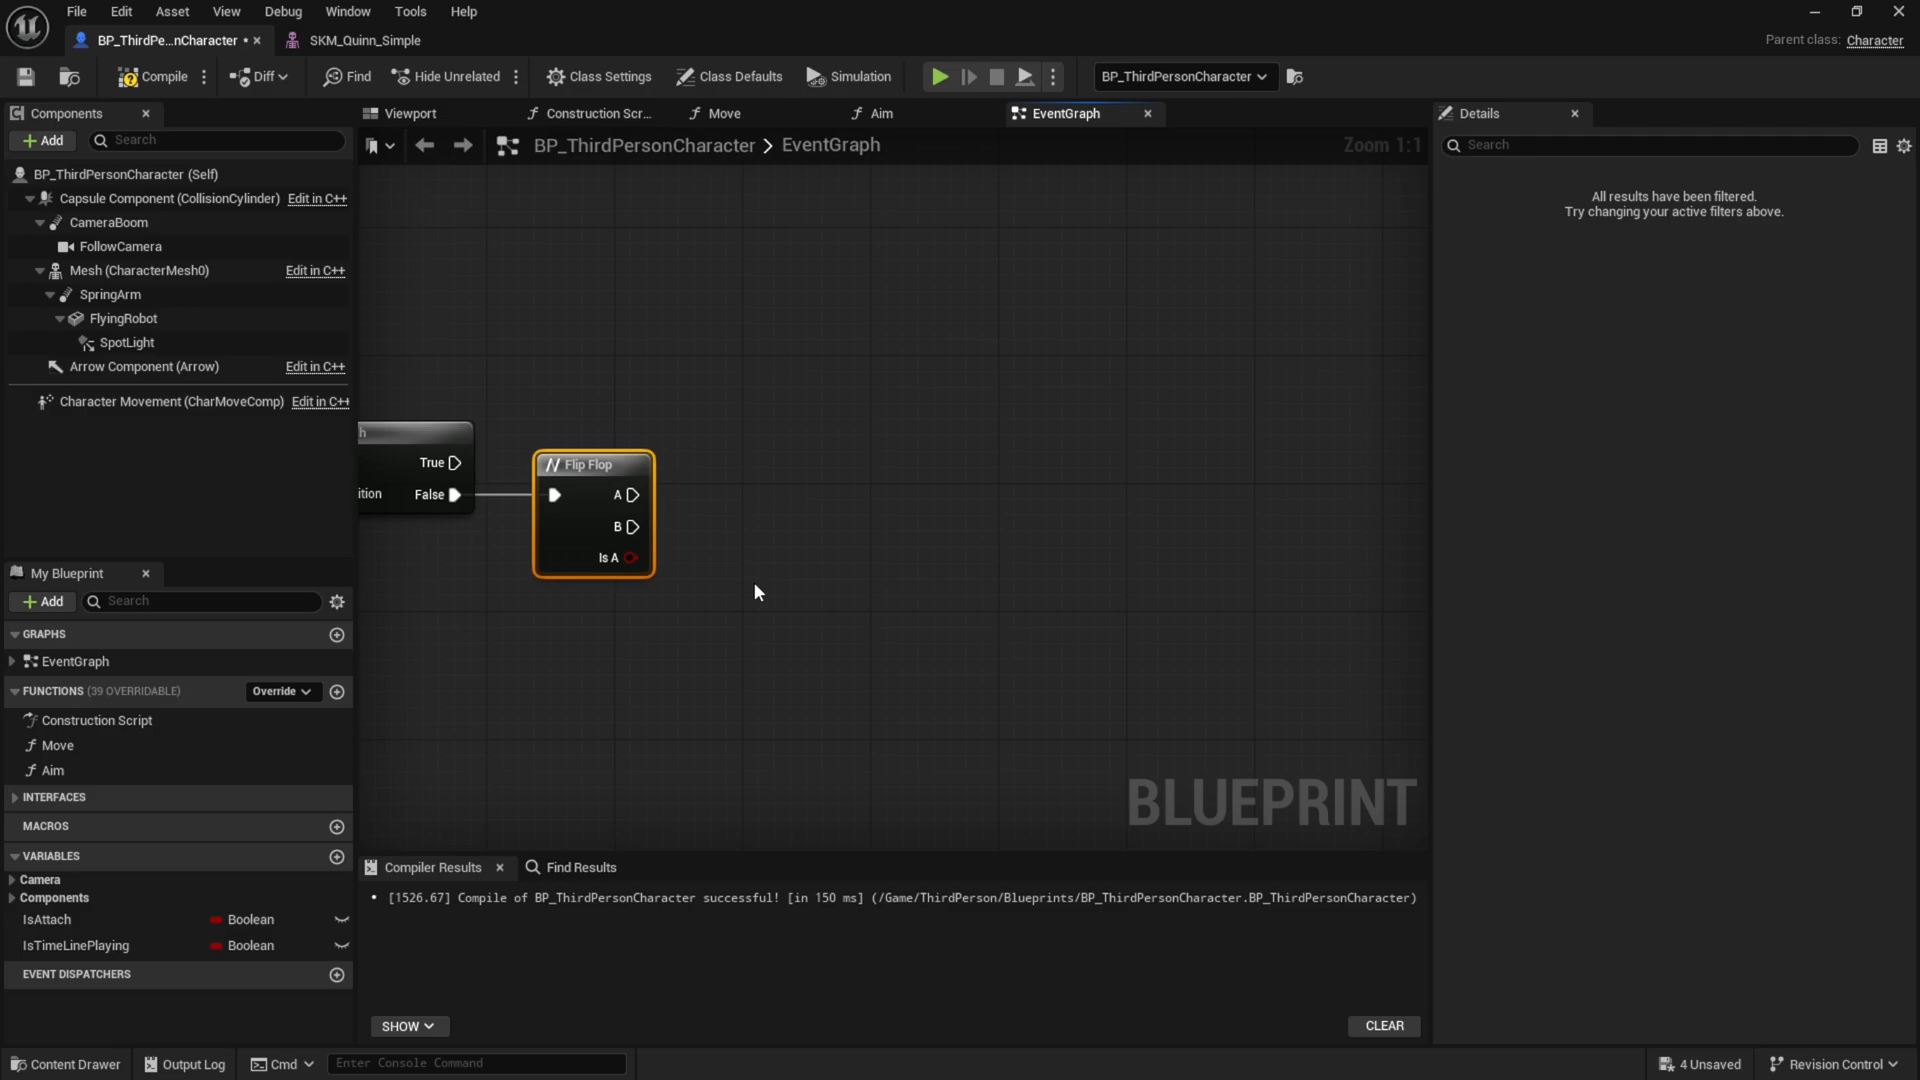 File Edit Asset View Debug Window Tools Help
BP_ThirdPe...nCharacter • SKM_Quinn_Simple
Parent class: Character
Compile Diff Find Hide Unrelated Class Settings Class Defaults Simulation BP_ThirdPersonCharacter
Components
Add Search
BP_ThirdPersonCharacter (Self)
Capsule Component (CollisionCylinder) Edit in C++
CameraBoom
FollowCamera
Mesh (CharacterMesh0) Edit in C++
SpringArm
FlyingRobot
SpotLight
Arrow Component (Arrow) Edit in C++
Character Movement (CharMoveComp) Edit in C++
My Blueprint
Add Search
GRAPHS
EventGraph
FUNCTIONS (39 OVERRIDABLE) Override
Construction Script
Move
Aim
INTERFACES
MACROS
VARIABLES
Camera
Components
IsAttach Boolean
IsTimeLinePlaying Boolean
EVENT DISPATCHERS
Viewport Construction Scr... Move Aim EventGraph
BP_ThirdPersonCharacter > EventGraph Zoom 1:1
h
True
ition False
Flip Flop
A
B
Is A
BLUEPRINT
Compiler Results Find Results
• [1526.67] Compile of BP_ThirdPersonCharacter successful! [in 150 ms] (/Game/ThirdPerson/Blueprints/BP_ThirdPersonCharacter.BP_ThirdPersonCharacter)
SHOW CLEAR
Details
Search
All results have been filtered.
Try changing your active filters above.
Content Drawer Output Log Cmd Enter Console Command 4 Unsaved Revision Control